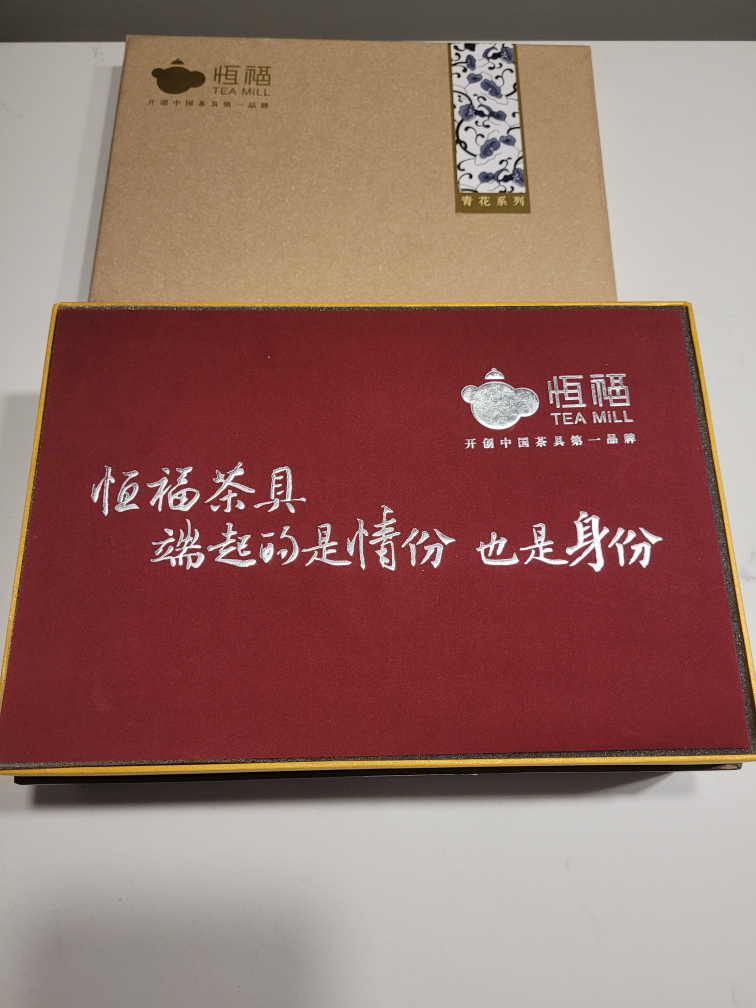 恒福
TEA MiLL
开创中国茶具第一品牌
青花系列
恒福
TEA MiLL
开创中国茶具第一品牌
恒福茶具
端起的是情份 也是身份